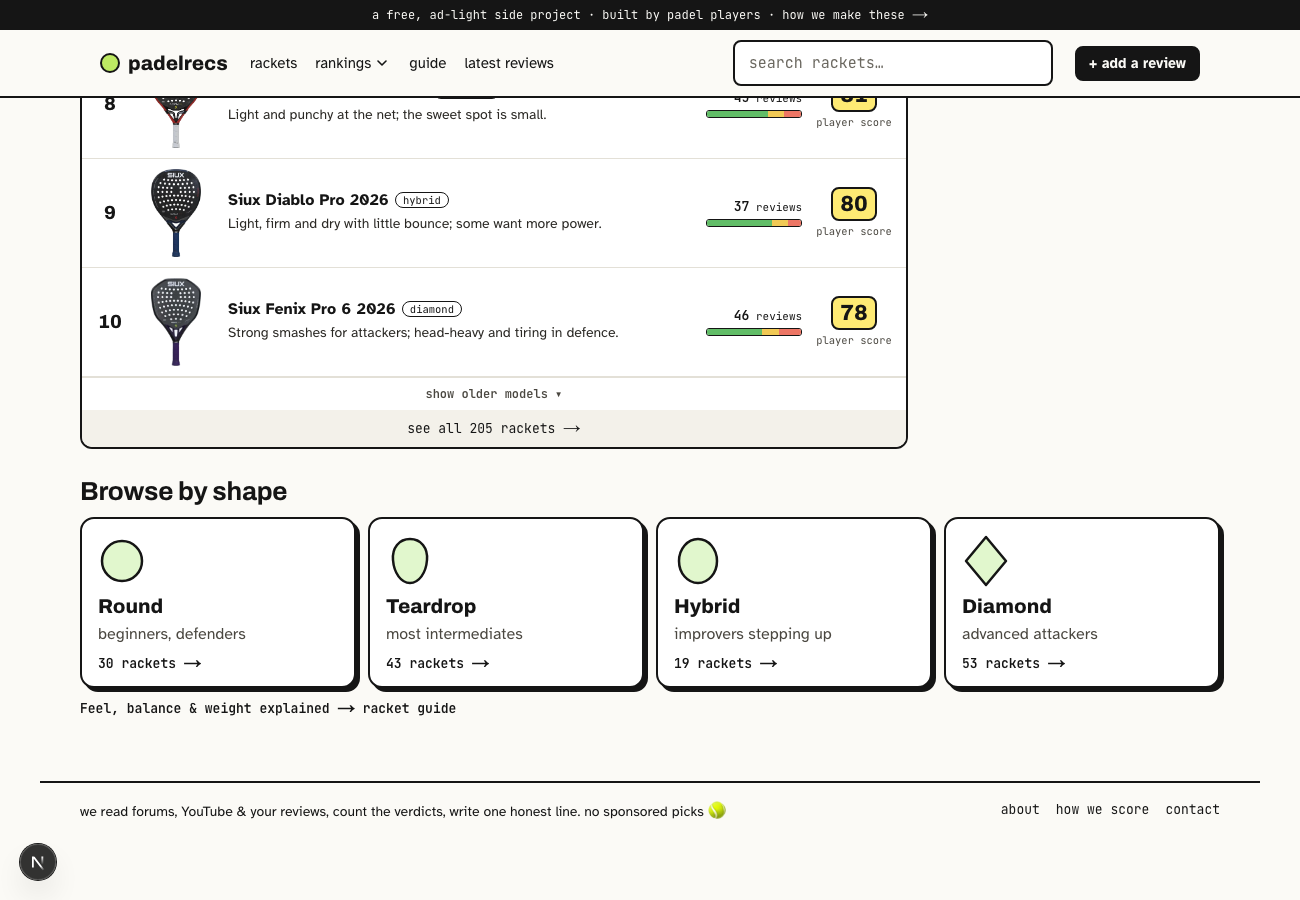 a free, ad-light side project · built by padel players · how we make these →
padelrecs
rackets
rankings
guide
latest reviews
search rackets…
+ add a review
8
Light and punchy at the net; the sweet spot is small.
reviews
player score
9
SIUX
Siux Diablo Pro 2026
hybrid
Light, firm and dry with little bounce; some want more power.
37 reviews
80
player score
10
SIUX
Siux Fenix Pro 6 2026
diamond
Strong smashes for attackers; head-heavy and tiring in defence.
46 reviews
78
player score
show older models ▾
see all 205 rackets →
Browse by shape
Round
beginners, defenders
30 rackets →
Teardrop
most intermediates
43 rackets →
Hybrid
improvers stepping up
19 rackets →
Diamond
advanced attackers
53 rackets →
Feel, balance & weight explained → racket guide
we read forums, YouTube & your reviews, count the verdicts, write one honest line. no sponsored picks 🎾
about
how we score
contact
N